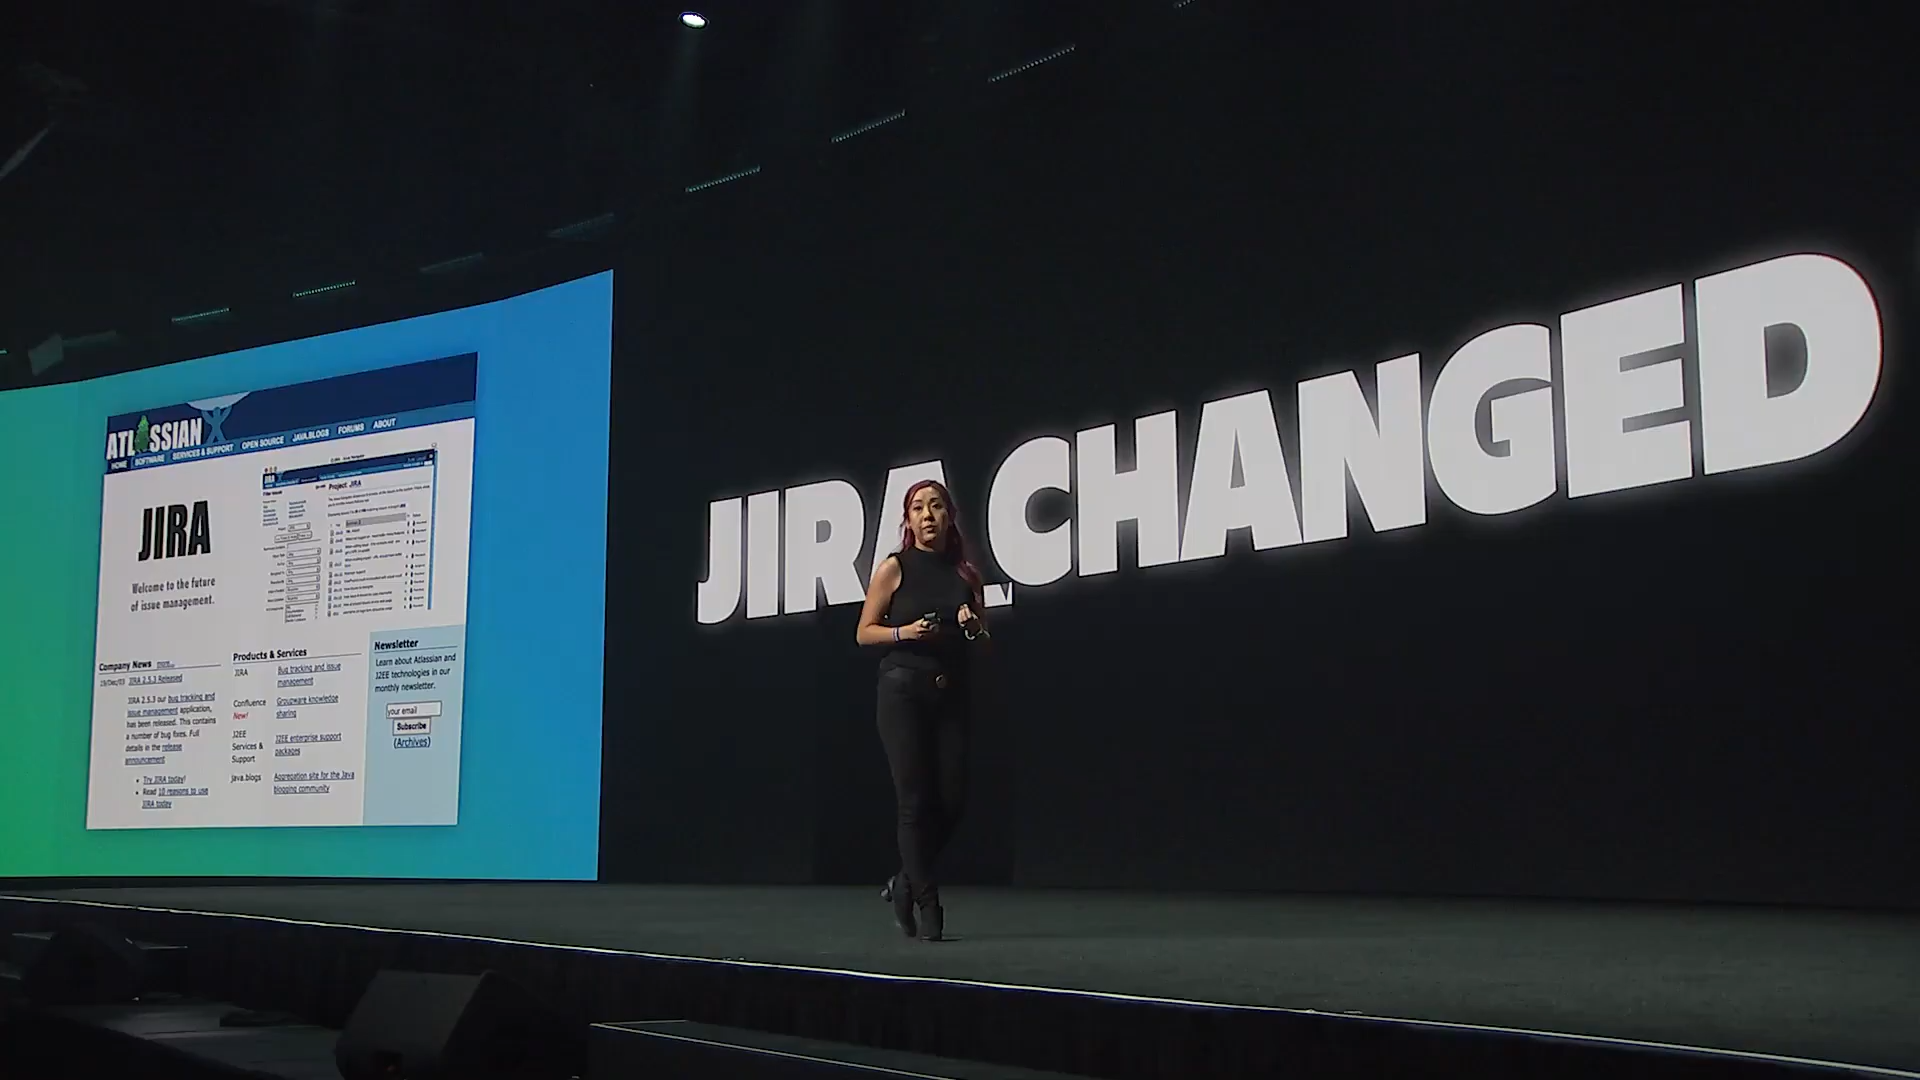 JIRA CHANGED
ATLASSIAN
HOME SOFTWARE SERVICES & SUPPORT OPEN SOURCE JAVA.BLOGS FORUMS ABOUT
JIRA
Welcome to the future
of issue management.
JIRA
Project JIRA
Company News more...
19/Dec/03 JIRA 2.5.3 Released
JIRA 2.5.3 our bug tracking and
issue management application,
has been released. This contains
a number of bug fixes. Full
details in the release
announcement
• Try JIRA today!
• Read 10 reasons to use
JIRA today
Products & Services
JIRA Bug tracking and issue
management
Confluence Groupware knowledge
New! sharing
J2EE
Services & J2EE enterprise support
Support packages
java.blogs Aggregation site for the Java
blogging community
Newsletter
Learn about Atlassian and
J2EE technologies in our
monthly newsletter.
your email
Subscribe
(Archives)